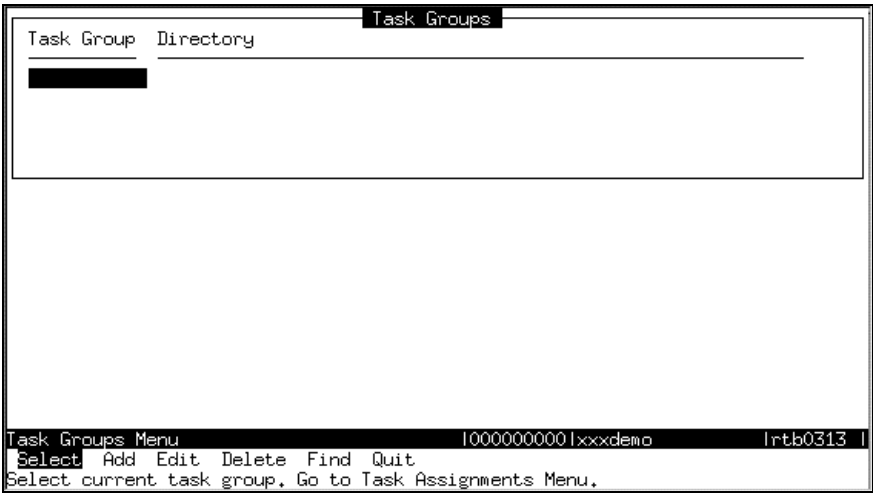 Task Groups
Task Group Directory
Task Groups Menu |000000000|xxxdemo |rtb0313 |
Select Add Edit Delete Find Quit
Select current task group. Go to Task Assignments Menu.